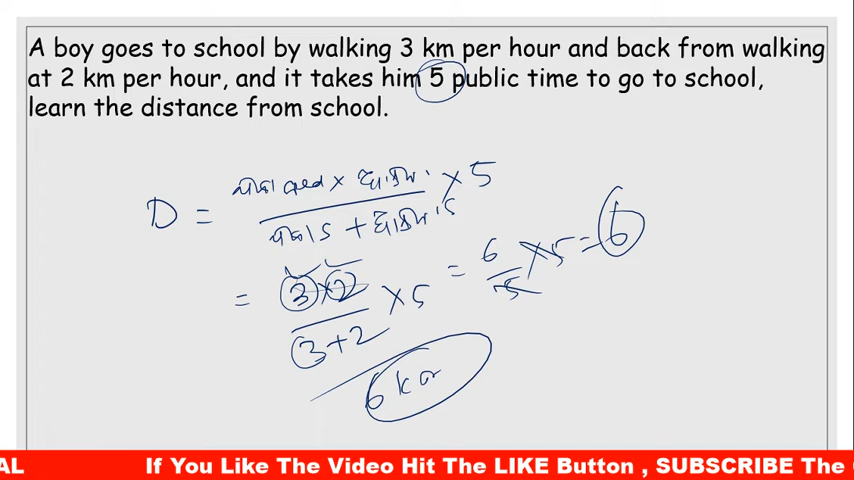 A boy goes to school by walking 3 km per hour and back from walking
at 2 km per hour, and it takes him 5 public time to go to school,
learn the distance from school.
D = × × 5
+
= 3×2 / 3+2 × 5 = 6/5 × 5 = 6
6 km
AL If You Like The Video Hit The LIKE Button , SUBSCRIBE The